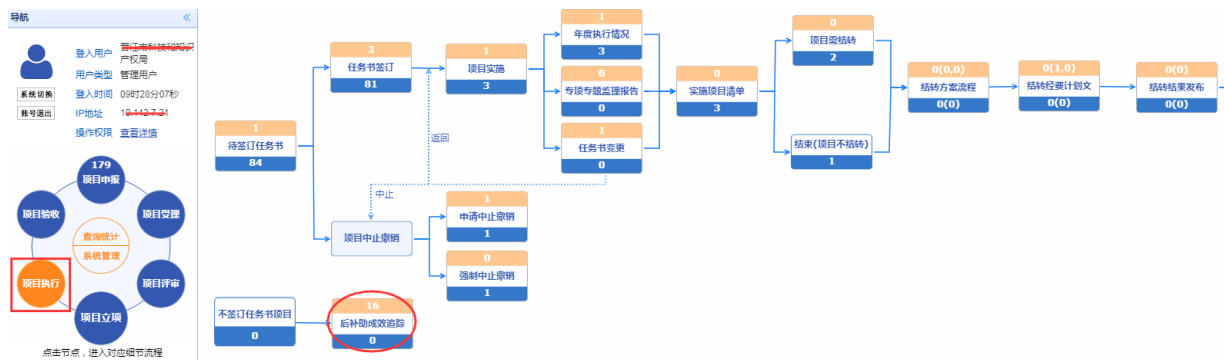 导航
登入用户 晋江市科技和知识
产权局
用户类型 管理用户
系统切换
登入时间 09时28分07秒
账号退出
IP地址
操作权限 查看详情
179
项目申报
项目验收
项目受理
查询统计
系统管理
项目执行
项目评审
项目立项
点击节点，进入对应细节流程
1
待签订任务书
84
3
任务书签订
81
1
项目实施
3
1
年度执行情况
3
0
专项专题监理报告
0
1
任务书变更
0
0
实施项目清单
3
0
项目需结转
2
结束(项目不结转)
1
0(0,0)
结转方案流程
0(0)
0(1,0)
结转经费计划文
0(0)
0(0)
结转结果发布
0(0)
返回
中止
项目中止撤销
1
申请中止撤销
1
0
强制中止撤销
1
不签订任务书项目
0
16
后补助成效追踪
0